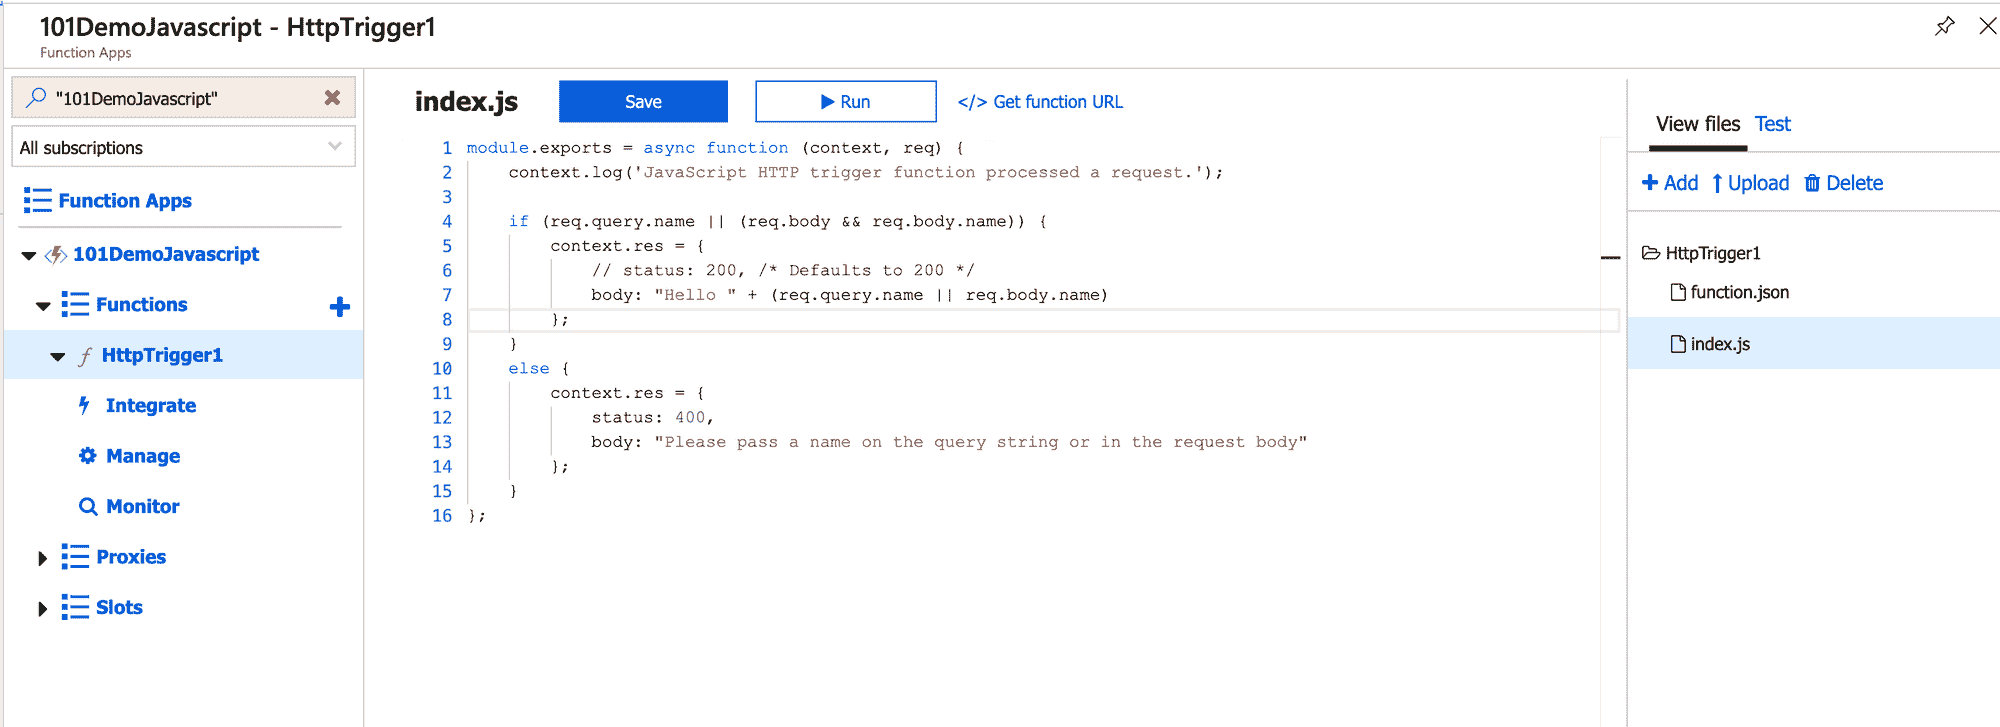 101DemoJavascript - HttpTrigger1
Function Apps
"101DemoJavascript"
All subscriptions
Function Apps
101DemoJavascript
Functions
HttpTrigger1
Integrate
Manage
Monitor
Proxies
Slots
index.js Save Run </> Get function URL
1 module.exports = async function (context, req) {
2 context.log('JavaScript HTTP trigger function processed a request.');
3
4 if (req.query.name || (req.body && req.body.name)) {
5 context.res = {
6 // status: 200, /* Defaults to 200 */
7 body: "Hello " + (req.query.name || req.body.name)
8 };
9 }
10 else {
11 context.res = {
12 status: 400,
13 body: "Please pass a name on the query string or in the request body"
14 };
15 }
16 };
View files Test
Add Upload Delete
HttpTrigger1
function.json
index.js